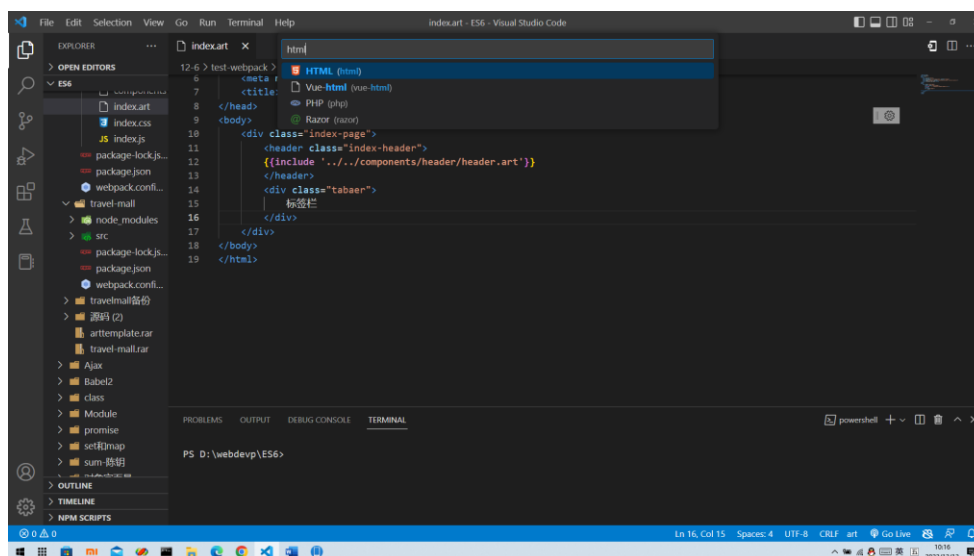 File Edit Selection View Go Run Terminal Help
index.art - ES6 - Visual Studio Code
EXPLORER
index.art
html
OPEN EDITORS
12-6 > test-webpack >
HTML (html)
Vue-html (vue-html)
PHP (php)
Razor (razor)
ES6
components
index.art
index.css
JS index.js
package-lock.js...
package.json
webpack.confi...
travel-mall
node_modules
src
package-lock.js...
package.json
webpack.confi...
travelmall备份
源码 (2)
arttemplate.rar
travel-mall.rar
Ajax
Babel2
class
Module
promise
set和map
sum-陈钥
OUTLINE
TIMELINE
NPM SCRIPTS
6 <meta
7 <title>
8 </head>
9 <body>
10 <div class="index-page">
11 <header class="index-header">
12 {{include '../../components/header/header.art'}}
13 </header>
14 <div class="tabaer">
15 标签栏
16 </div>
17 </div>
18 </body>
19 </html>
PROBLEMS OUTPUT DEBUG CONSOLE TERMINAL
powershell
PS D:\webdevp\ES6>
0 0
Ln 16, Col 15 Spaces: 4 UTF-8 CRLF art Go Live
英
10:16